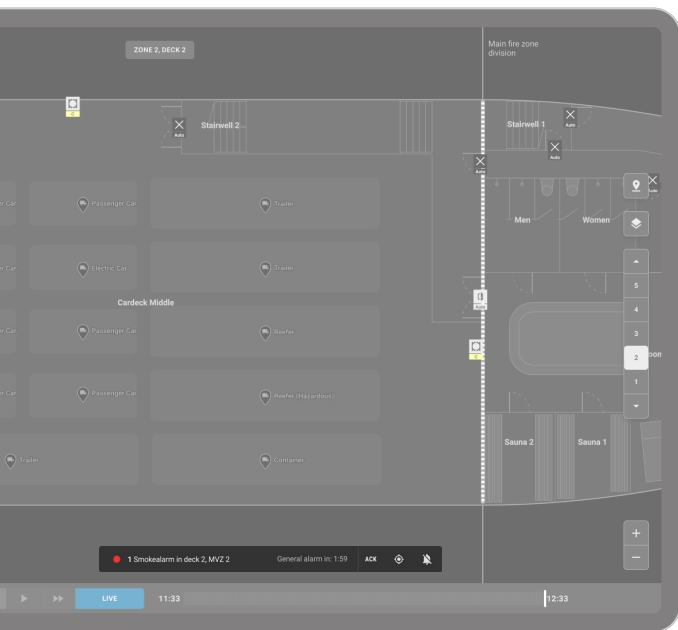 ZONE 2, DECK 2
Main fire zone
division
C
Auto
Stairwell 2
Stairwell 1
Auto
Auto
Auto
Auto
Passenger Car
Trailer
Men
Women
Electric Car
Trailer
Cardeck Middle
Auto
5
4
3
2
1
Passenger Car
Reefer
C
Passenger Car
Reefer (Hazardous)
Sauna 2
Sauna 1
Trailer
Container
1 Smokealarm in deck 2, MVZ 2
General alarm in: 1:59
ACK
LIVE
11:33
12:33